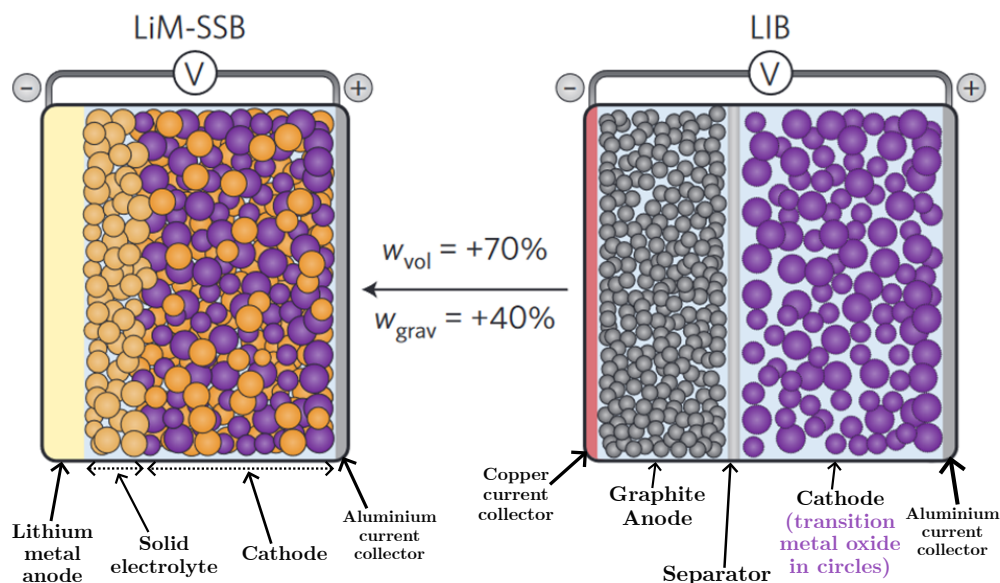 LiM-SSB
LIB
V
V
−
+
−
+
w_vol = +70%
w_grav = +40%
Lithium
metal
anode
Solid
electrolyte
Cathode
Aluminium
current
collector
Copper
current
collector
Graphite
Anode
Separator
Cathode
(transition
metal oxide
in circles)
Aluminium
current
collector